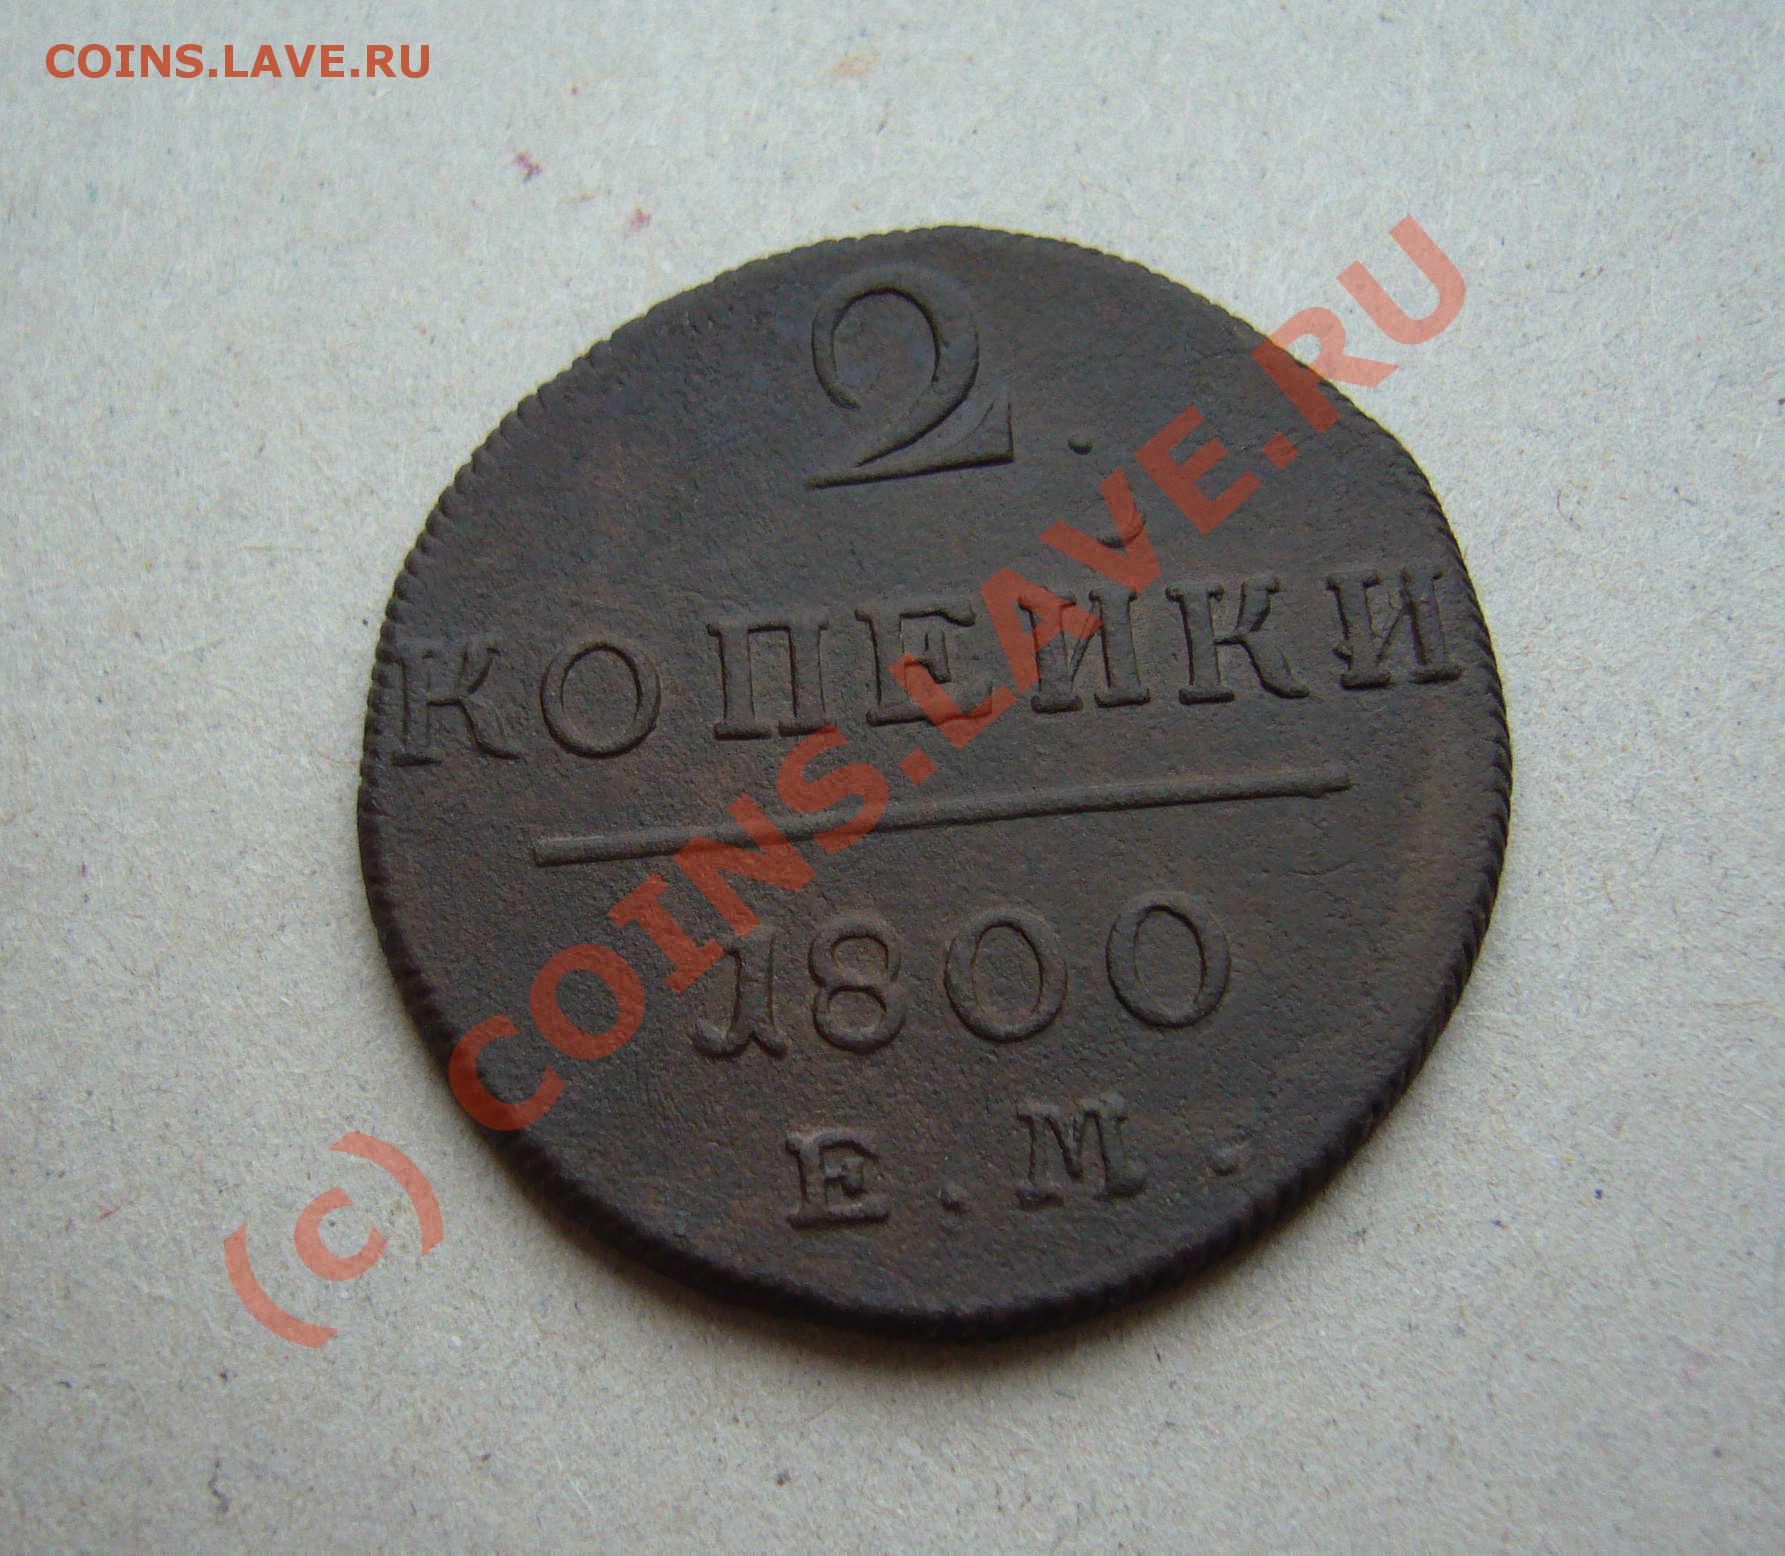 COINS.LAVE.RU
2.
КОПЕЙКИ
1800
Е.М.
(c) COINS.LAVE.RU